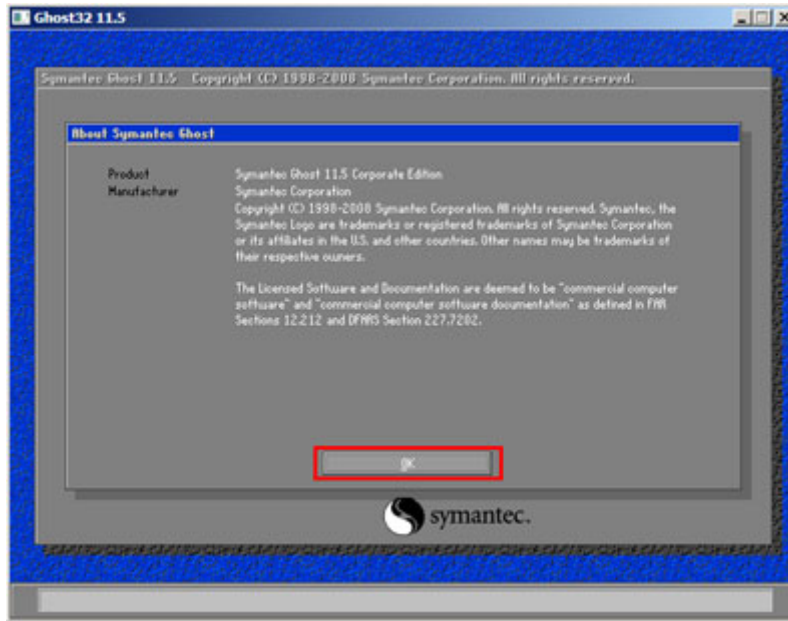 Ghost32 11.5
Symantec Ghost 11.5 Copyright (C) 1998-2008 Symantec Corporation. All rights reserved.
About Symantec Ghost
Product Symantec Ghost 11.5 Corporate Edition
Manufacturer Symantec Corporation
Copyright (C) 1998-2008 Symantec Corporation. All rights reserved. Symantec, the
Symantec Logo are trademarks or registered trademarks of Symantec Corporation
or its affiliates in the U.S. and other countries. Other names may be trademarks of
their respective owners.
The Licensed Software and Documentation are deemed to be "commercial computer
software" and "commercial computer software documentation" as defined in FAR
Sections 12.212 and DFARS Section 227.7202.
OK
symantec.